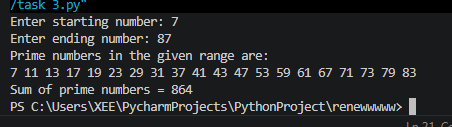 /task 3.py"
Enter starting number: 7
Enter ending number: 87
Prime numbers in the given range are:
7 11 13 17 19 23 29 31 37 41 43 47 53 59 61 67 71 73 79 83
Sum of prime numbers = 864
PS C:\Users\XEE\PycharmProjects\PythonProject\renewwwww>
Ln 21 Co